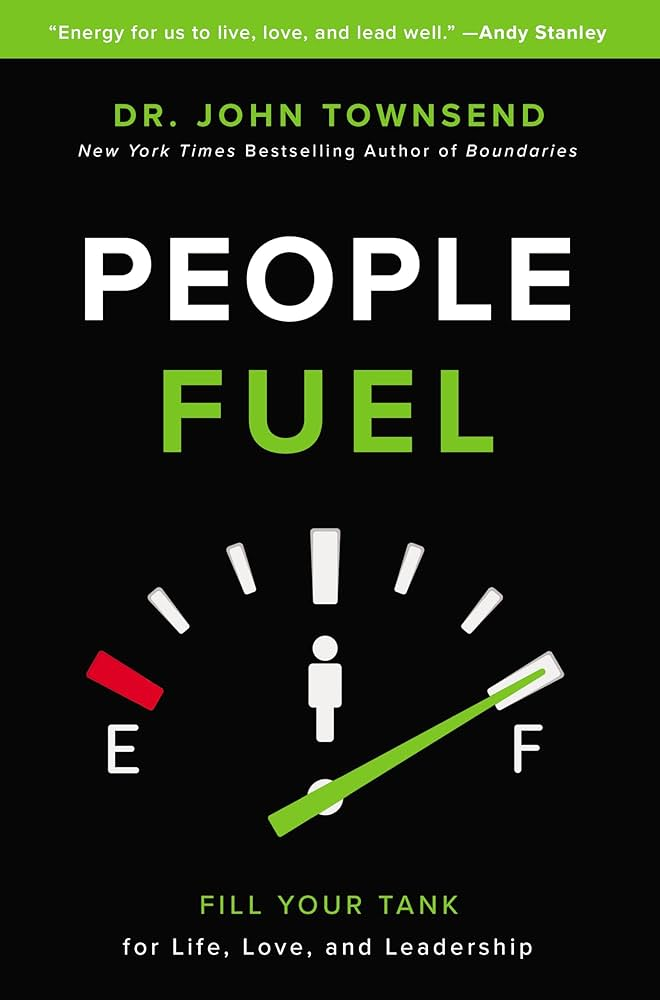 “Energy for us to live, love, and lead well.” —Andy Stanley
DR. JOHN TOWNSEND
New York Times Bestselling Author of Boundaries
PEOPLE
FUEL
E F
FILL YOUR TANK
for Life, Love, and Leadership